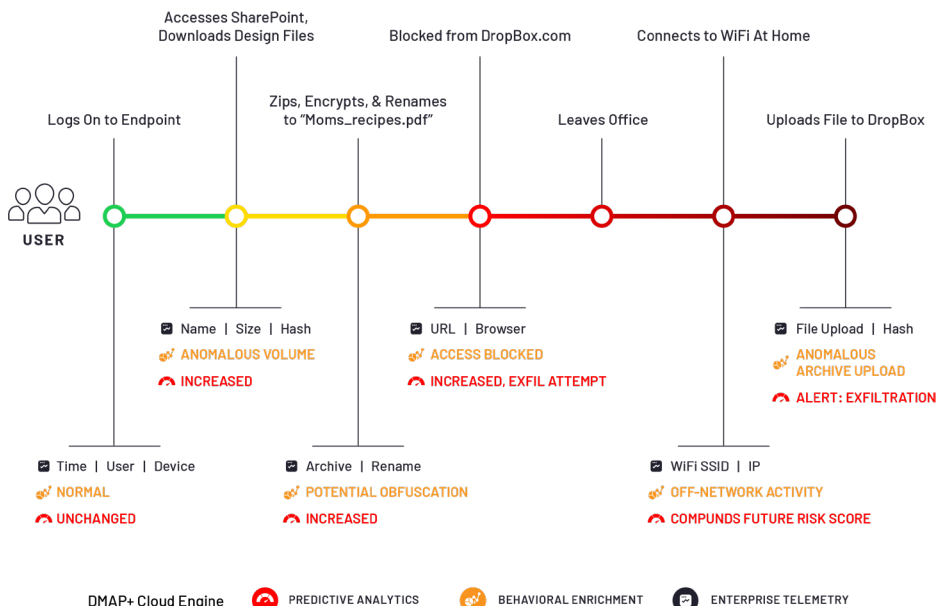 Accesses SharePoint,
Downloads Design Files
Blocked from DropBox.com
Connects to WiFi At Home
Logs On to Endpoint
Zips, Encrypts, & Renames
to “Moms_recipes.pdf”
Leaves Office
Uploads File to DropBox
USER
Name | Size | Hash
ANOMALOUS VOLUME
INCREASED
URL | Browser
ACCESS BLOCKED
INCREASED, EXFIL ATTEMPT
File Upload | Hash
ANOMALOUS
ARCHIVE UPLOAD
ALERT: EXFILTRATION
Time | User | Device
NORMAL
UNCHANGED
Archive | Rename
POTENTIAL OBFUSCATION
INCREASED
WiFi SSID | IP
OFF-NETWORK ACTIVITY
COMPUNDS FUTURE RISK SCORE
DMAP+ Cloud Engine
PREDICTIVE ANALYTICS
BEHAVIORAL ENRICHMENT
ENTERPRISE TELEMETRY